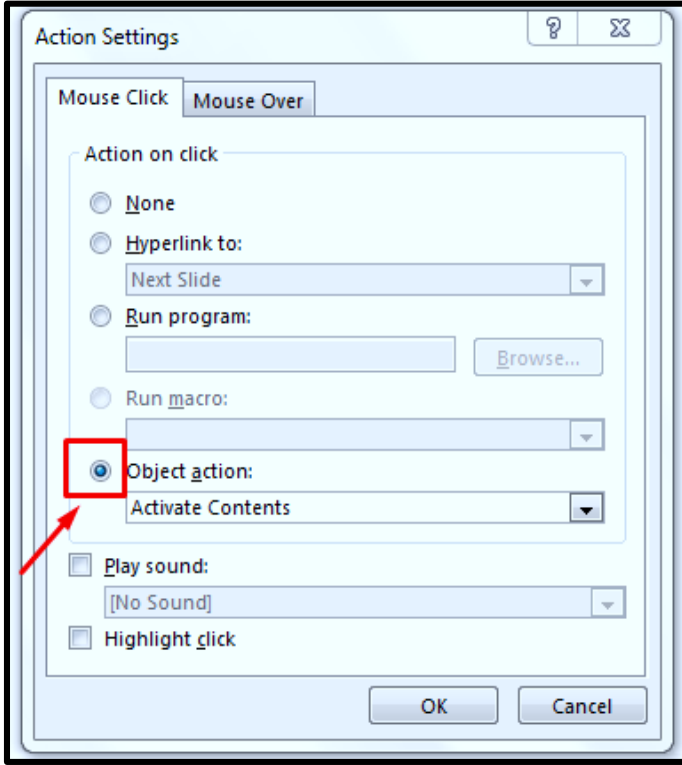 Action Settings
Mouse Click Mouse Over
Action on click
None
Hyperlink to:
Next Slide
Run program:
Browse...
Run macro:
Object action:
Activate Contents
Play sound:
[No Sound]
Highlight click
OK Cancel